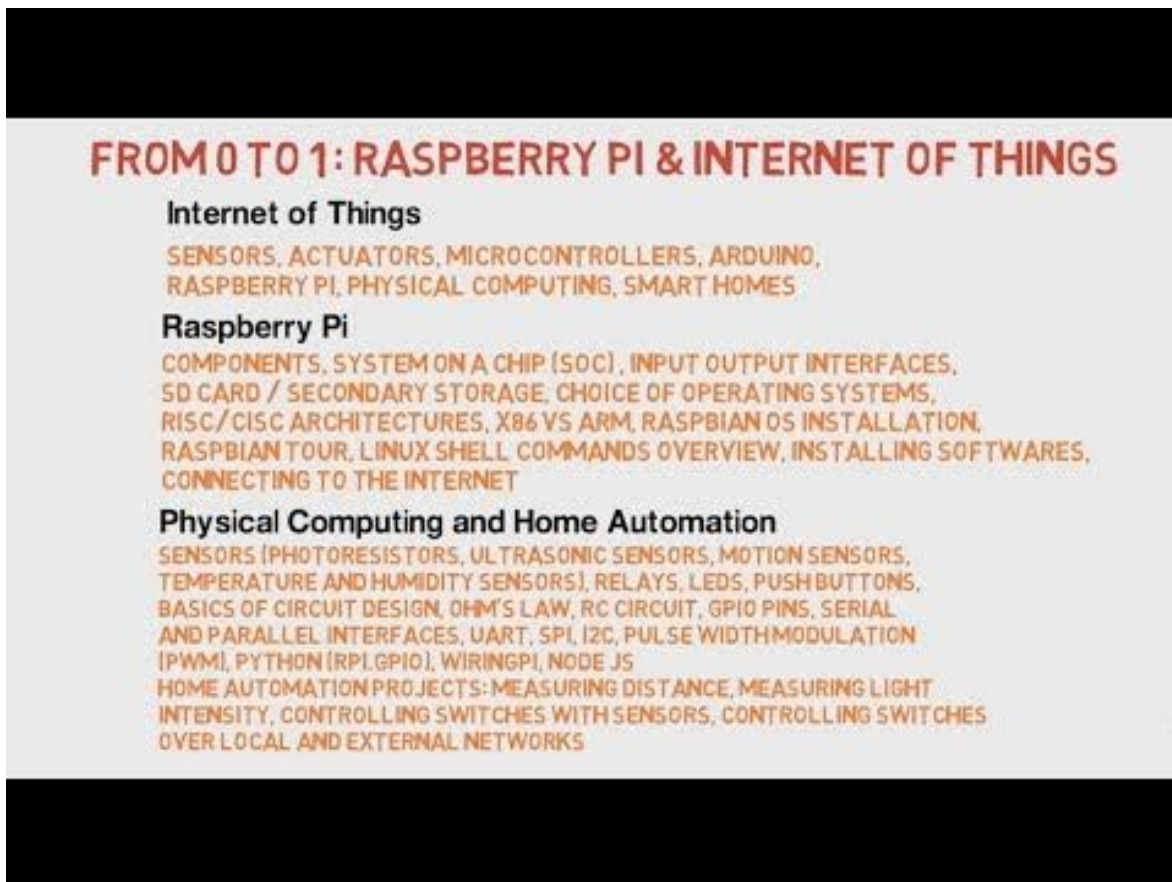 FROM 0 TO 1: RASPBERRY PI & INTERNET OF THINGS
Internet of Things
SENSORS, ACTUATORS, MICROCONTROLLERS, ARDUINO,
RASPBERRY PI, PHYSICAL COMPUTING, SMART HOMES
Raspberry Pi
COMPONENTS, SYSTEM ON A CHIP (SOC), INPUT OUTPUT INTERFACES,
SD CARD / SECONDARY STORAGE, CHOICE OF OPERATING SYSTEMS,
RISC/CISC ARCHITECTURES, X86 VS ARM, RASPBIAN OS INSTALLATION,
RASPBIAN TOUR, LINUX SHELL COMMANDS OVERVIEW, INSTALLING SOFTWARES,
CONNECTING TO THE INTERNET
Physical Computing and Home Automation
SENSORS (PHOTORESISTORS, ULTRASONIC SENSORS, MOTION SENSORS,
TEMPERATURE AND HUMIDITY SENSORS), RELAYS, LEDS, PUSH BUTTONS,
BASICS OF CIRCUIT DESIGN, OHM'S LAW, RC CIRCUIT, GPIO PINS, SERIAL
AND PARALLEL INTERFACES, UART, SPI, I2C, PULSE WIDTH MODULATION
(PWM), PYTHON (RPI.GPIO), WIRINGPI, NODE JS
HOME AUTOMATION PROJECTS: MEASURING DISTANCE, MEASURING LIGHT
INTENSITY, CONTROLLING SWITCHES WITH SENSORS, CONTROLLING SWITCHES
OVER LOCAL AND EXTERNAL NETWORKS